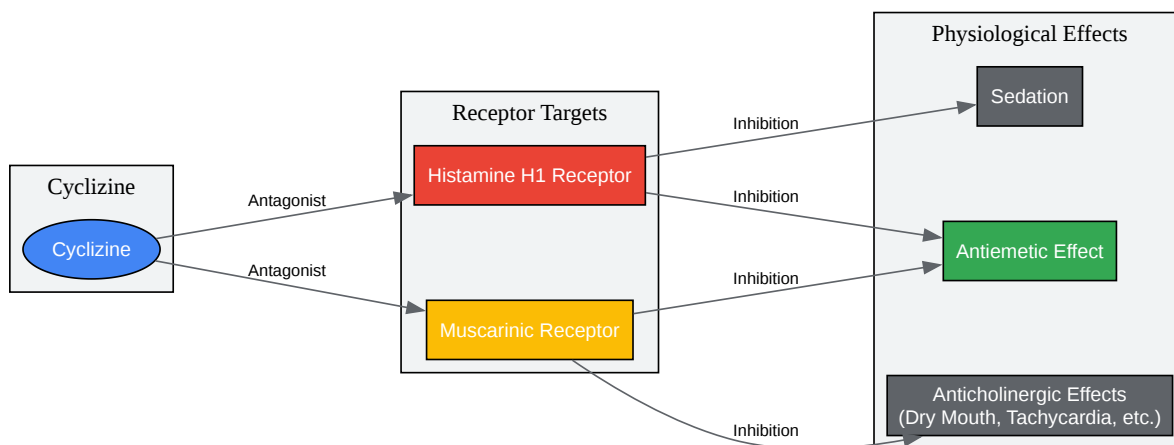 Cyclizine
Cyclizine
Antagonist
Antagonist
Receptor Targets
Histamine H1 Receptor
Muscarinic Receptor
Inhibition
Inhibition
Inhibition
Inhibition
Physiological Effects
Sedation
Antiemetic Effect
Anticholinergic Effects
(Dry Mouth, Tachycardia, etc.)